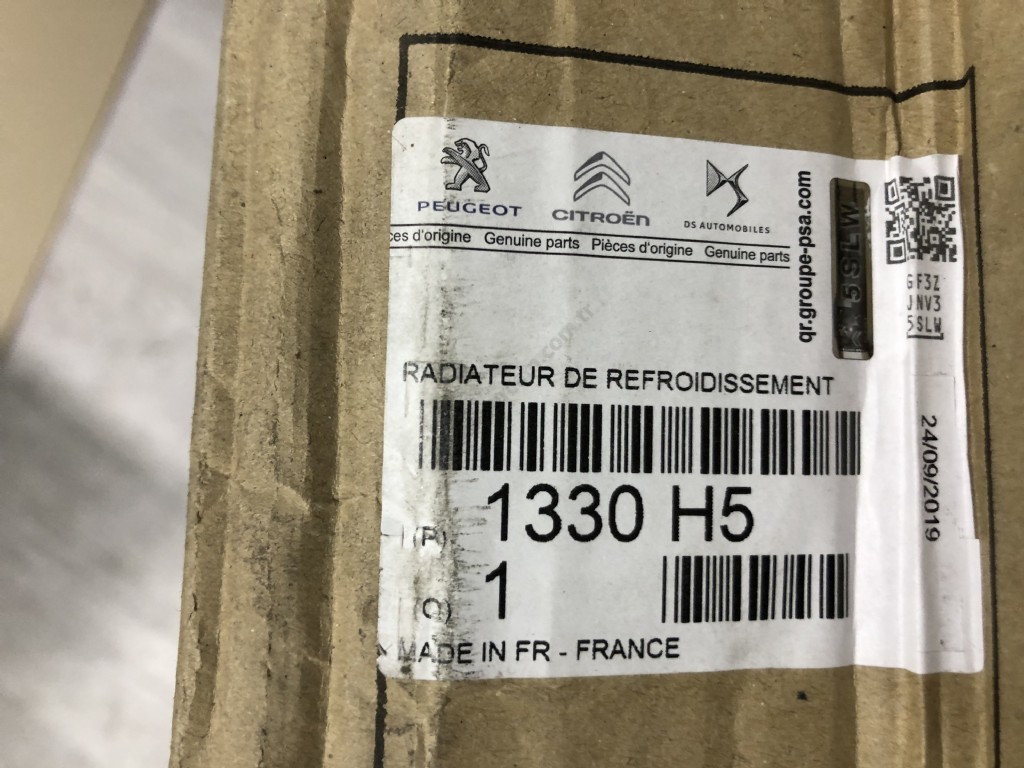 PEUGEOT
CITROËN
DS AUTOMOBILES
d'origine Genuine parts Pièces d'origine Genuine parts
qr.groupe-psa.com
5SLW
GF3Z
JNV3
5SLW
RADIATEUR DE REFROIDISSEMENT
24/09/2019
(P) 1330 H5
Q) 1
MADE IN FR - FRANCE